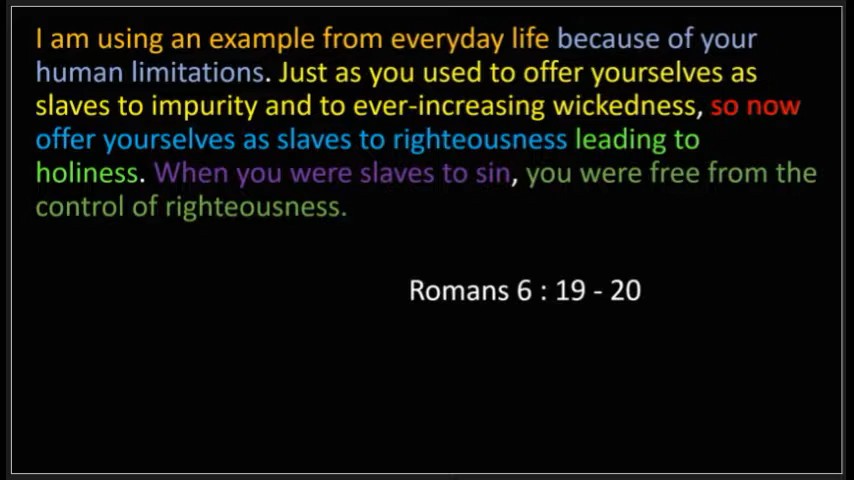 I am using an example from everyday life because of your
human limitations. Just as you used to offer yourselves as
slaves to impurity and to ever-increasing wickedness, so now
offer yourselves as slaves to righteousness leading to
holiness. When you were slaves to sin, you were free from the
control of righteousness.
Romans 6 : 19 - 20